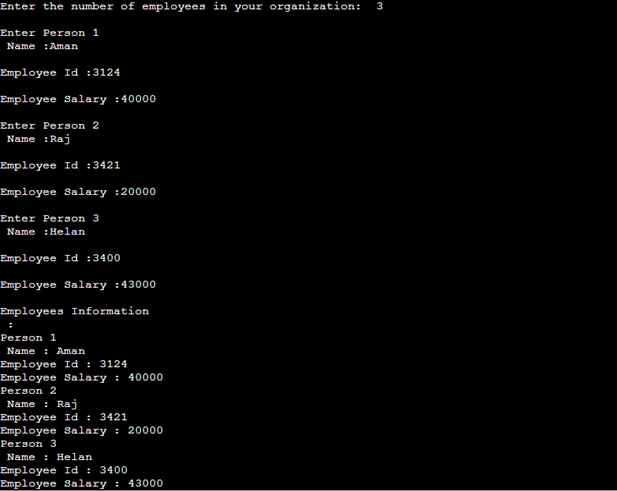 Enter the number of employees in your organization:  3
Enter Person 1
Name :Aman
Employee Id :3124
Employee Salary :40000
Enter Person 2
Name :Raj
Employee Id :3421
Employee Salary :20000
Enter Person 3
Name :Helan
Employee Id :3400
Employee Salary :43000
Employees Information
:
Person 1
Name : Aman
Employee Id : 3124
Employee Salary : 40000
Person 2
Name : Raj
Employee Id : 3421
Employee Salary : 20000
Person 3
Name : Helan
Employee Id : 3400
Employee Salary : 43000